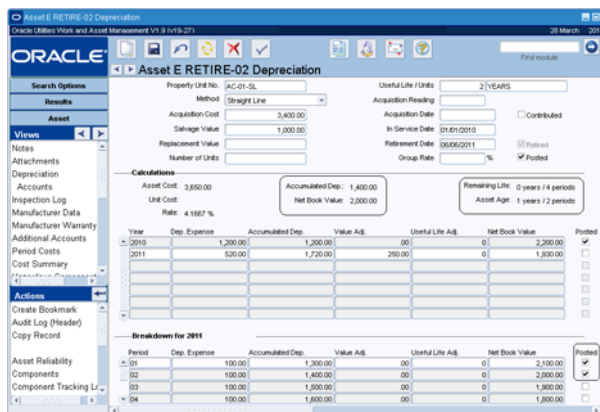 Asset E RETIRE-02 Depreciation
Oracle Utilities Work and Asset Management V1.9 (v19-27) 28 March 201
ORACLE
Find module
Asset E RETIRE-02 Depreciation
Search Options
Results
Asset
Views
Notes
Attachments
Depreciation
Accounts
Inspection Log
Manufacturer Data
Manufacturer Warranty
Additional Accounts
Period Costs
Cost Summary
Actions
Create Bookmark
Audit Log (Header)
Copy Record
Asset Reliability
Components
Component Tracking
Property Unit No. AC-01-SL Useful Life / Units 2 YEARS
Method Straight Line Acquisition Reading
Acquisition Cost 3,400.00 Acquisition Date Contributed
Salvage Value 1,000.00 In Service Date 01/01/2010
Replacement Value Retirement Date 06/06/2011 Retired
Number of Units Group Rate % Posted
Calculations
Asset Cost: 3,650.00 Accumulated Dep.: 1,400.00 Remaining Life: 0 years / 4 periods
Unit Cost: Net Book Value: 2,000.00 Asset Age: 1 years / 2 periods
Rate: 4.1667 %
Year Dep. Expense Accumulated Dep. Value Adj. Useful Life Adj. Net Book Value Posted
2010 1,200.00 1,200.00 .00 0 2,200.00
2011 520.00 1,720.00 250.00 0 1,930.00
Breakdown for 2011
Period Dep. Expense Accumulated Dep. Value Adj. Useful Life Adj. Net Book Value Posted
01 100.00 1,300.00 .00 0 2,100.00
02 100.00 1,400.00 .00 0 2,000.00
03 100.00 1,500.00 .00 0 1,900.00
04 100.00 1,600.00 .00 0 1,800.00